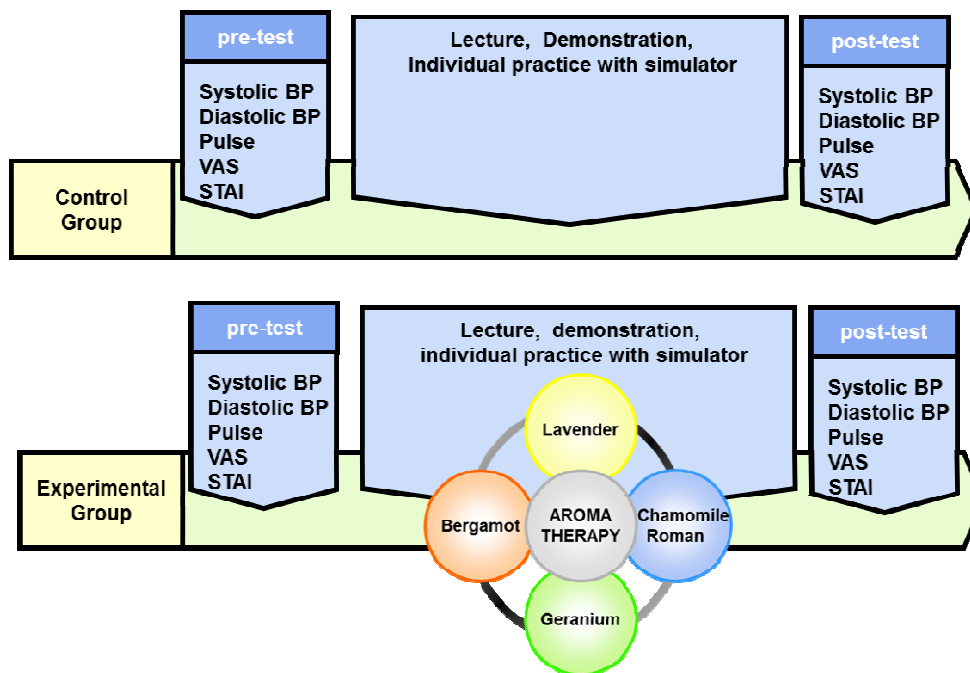 pre-test
Systolic BP
Diastolic BP
Pulse
VAS
STAI
Lecture, Demonstration,
Individual practice with simulator
post-test
Systolic BP
Diastolic BP
Pulse
VAS
STAI
Control
Group
pre-test
Systolic BP
Diastolic BP
Pulse
VAS
STAI
Lecture, demonstration,
individual practice with simulator
post-test
Systolic BP
Diastolic BP
Pulse
VAS
STAI
Experimental
Group
Lavender
Bergamot
AROMA
THERAPY
Chamomile
Roman
Geranium